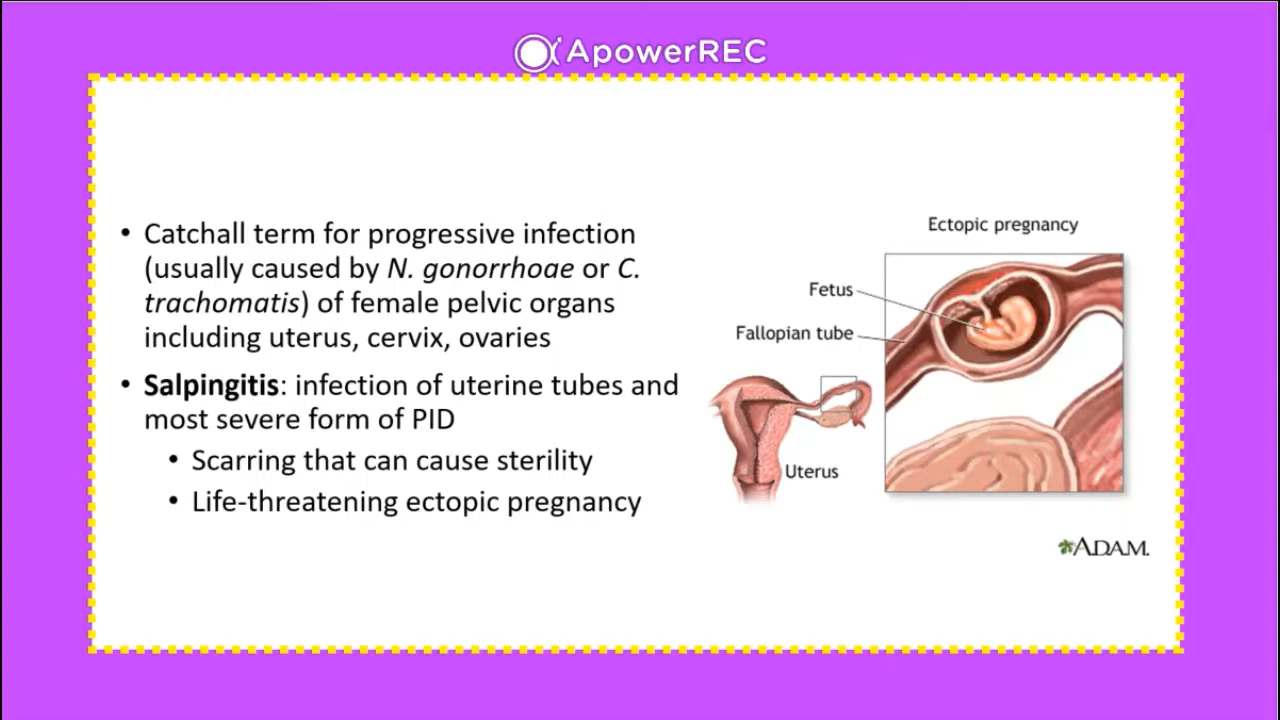 ApowerREC
• Catchall term for progressive infection
(usually caused by N. gonorrhoae or C.
trachomatis) of female pelvic organs
including uterus, cervix, ovaries
• Salpingitis: infection of uterine tubes and
most severe form of PID
• Scarring that can cause sterility
• Life-threatening ectopic pregnancy
Ectopic pregnancy
Fetus
Fallopian tube
Uterus
ADAM.